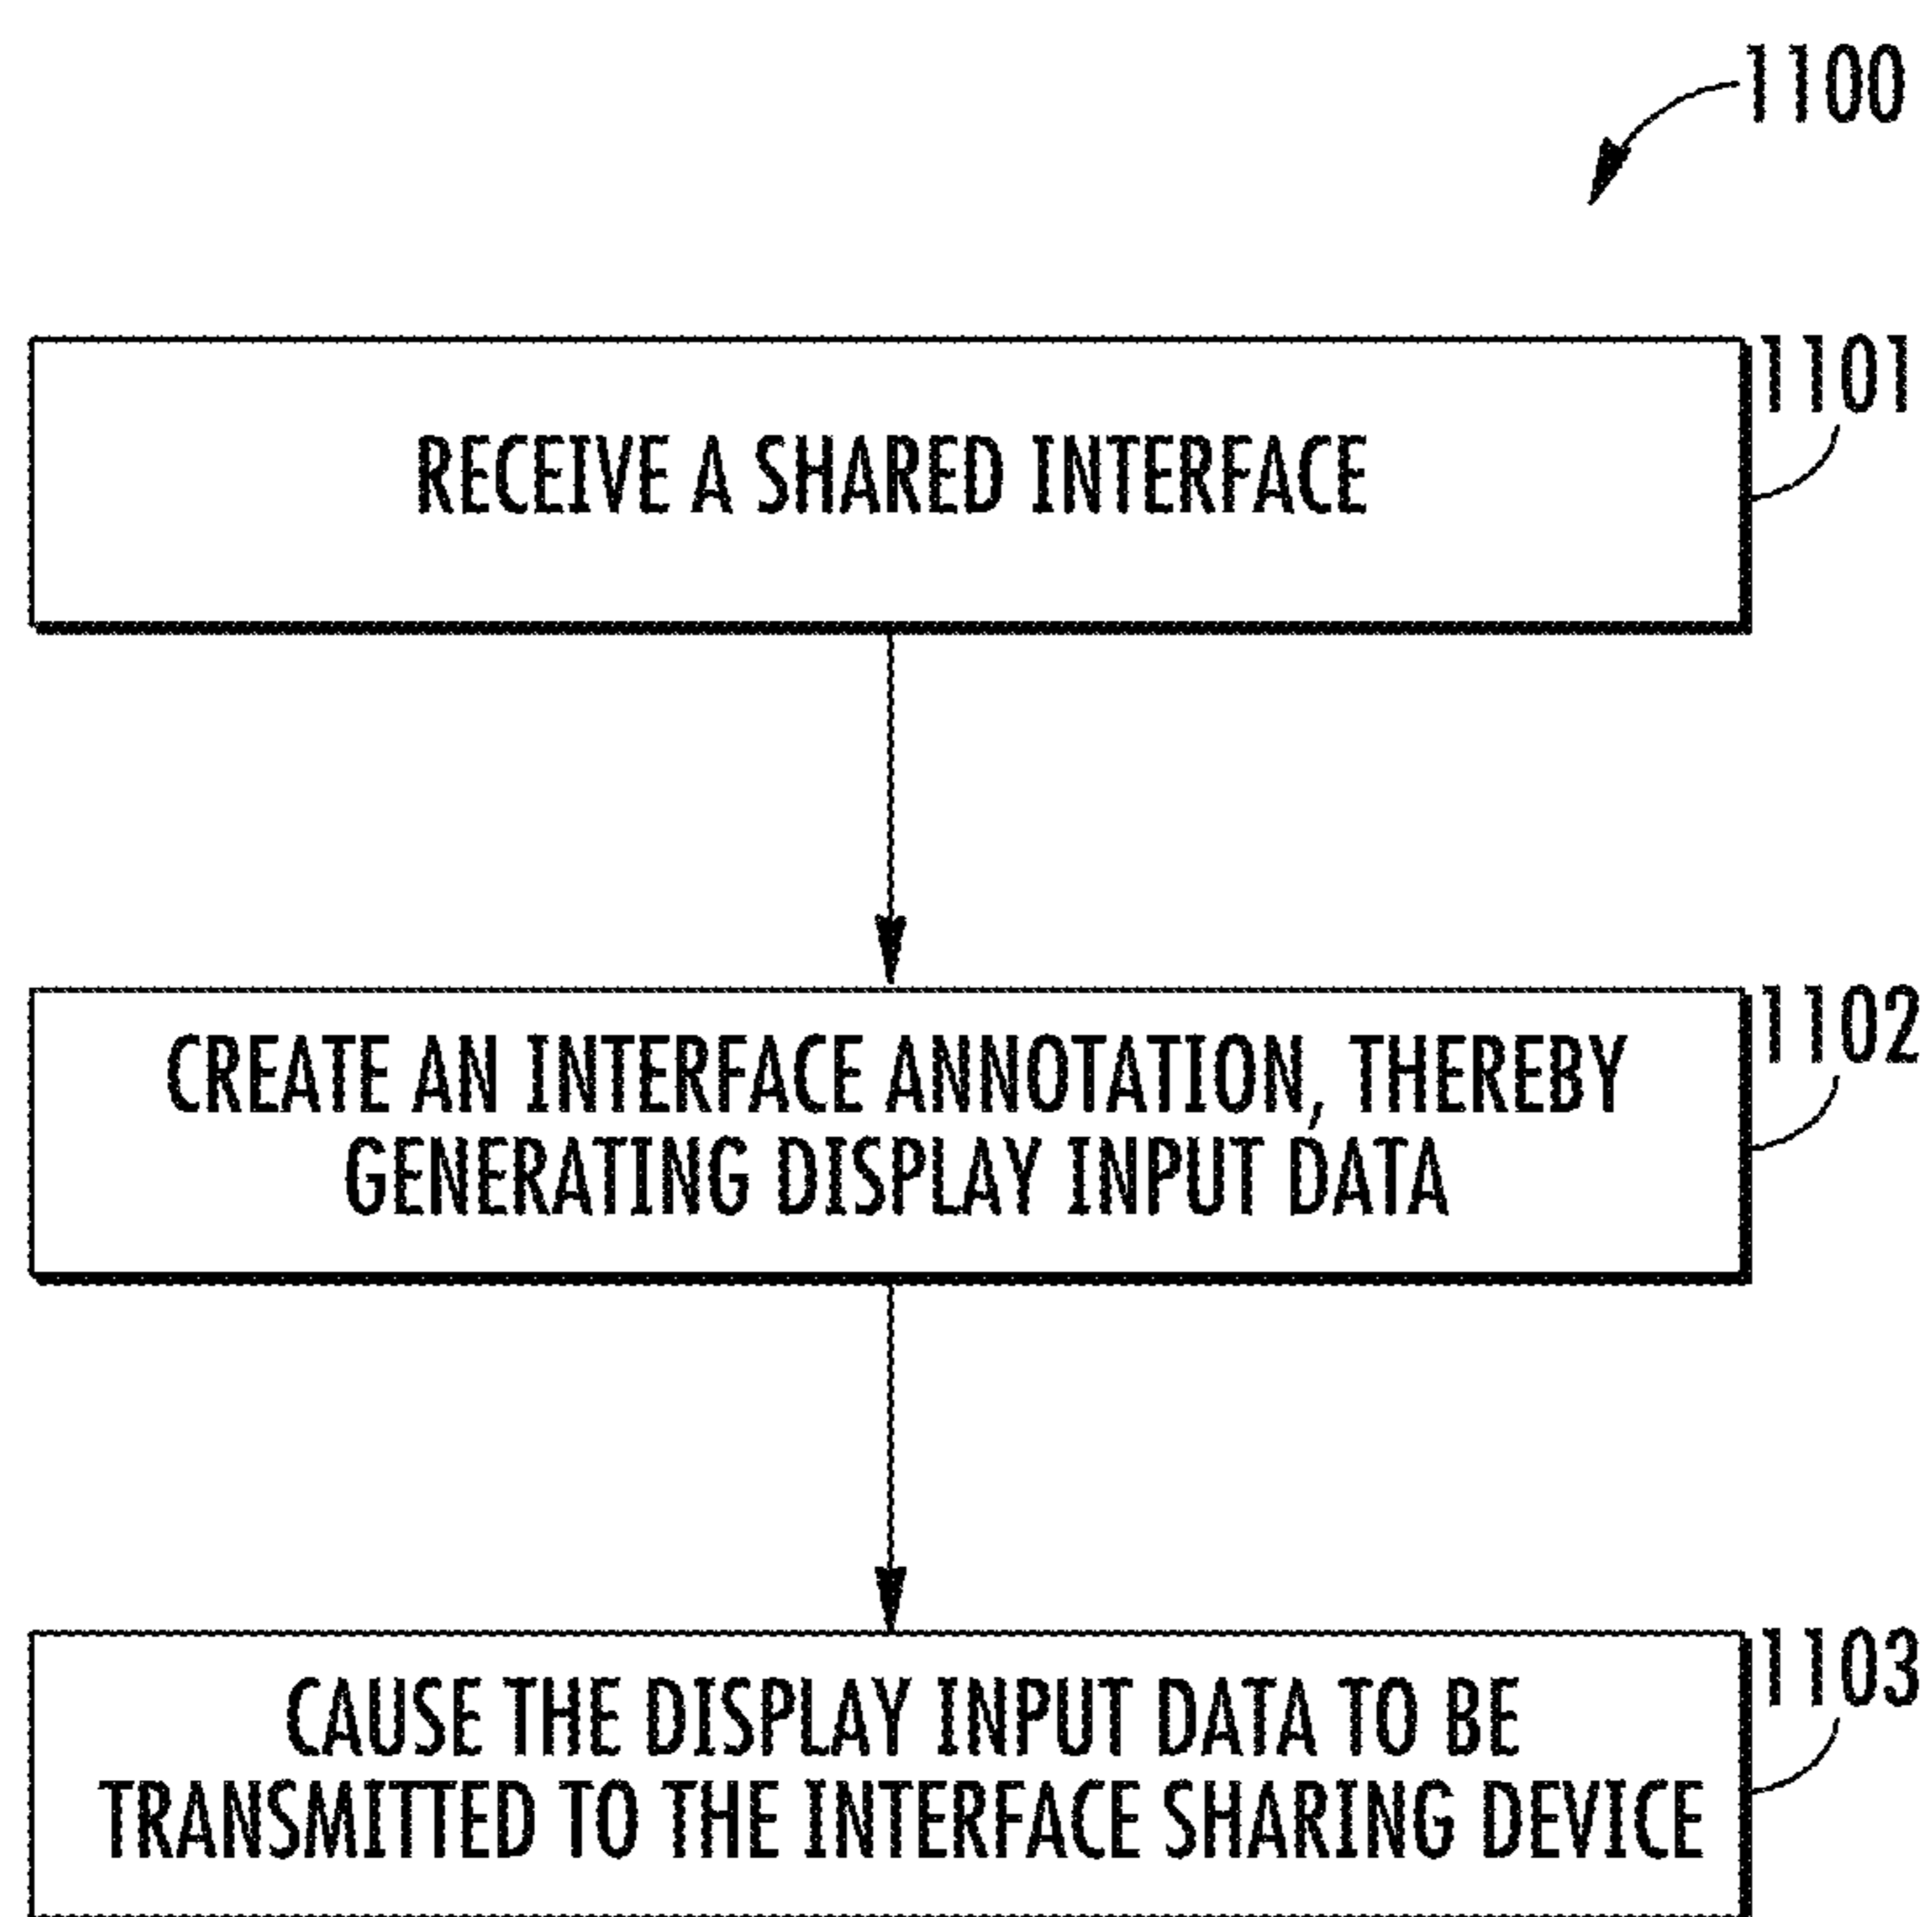 1100
1101
RECEIVE A SHARED INTERFACE
1102
CREATE AN INTERFACE ANNOTATION, THEREBY
GENERATING DISPLAY INPUT DATA
1103
CAUSE THE DISPLAY INPUT DATA TO BE
TRANSMITTED TO THE INTERFACE SHARING DEVICE